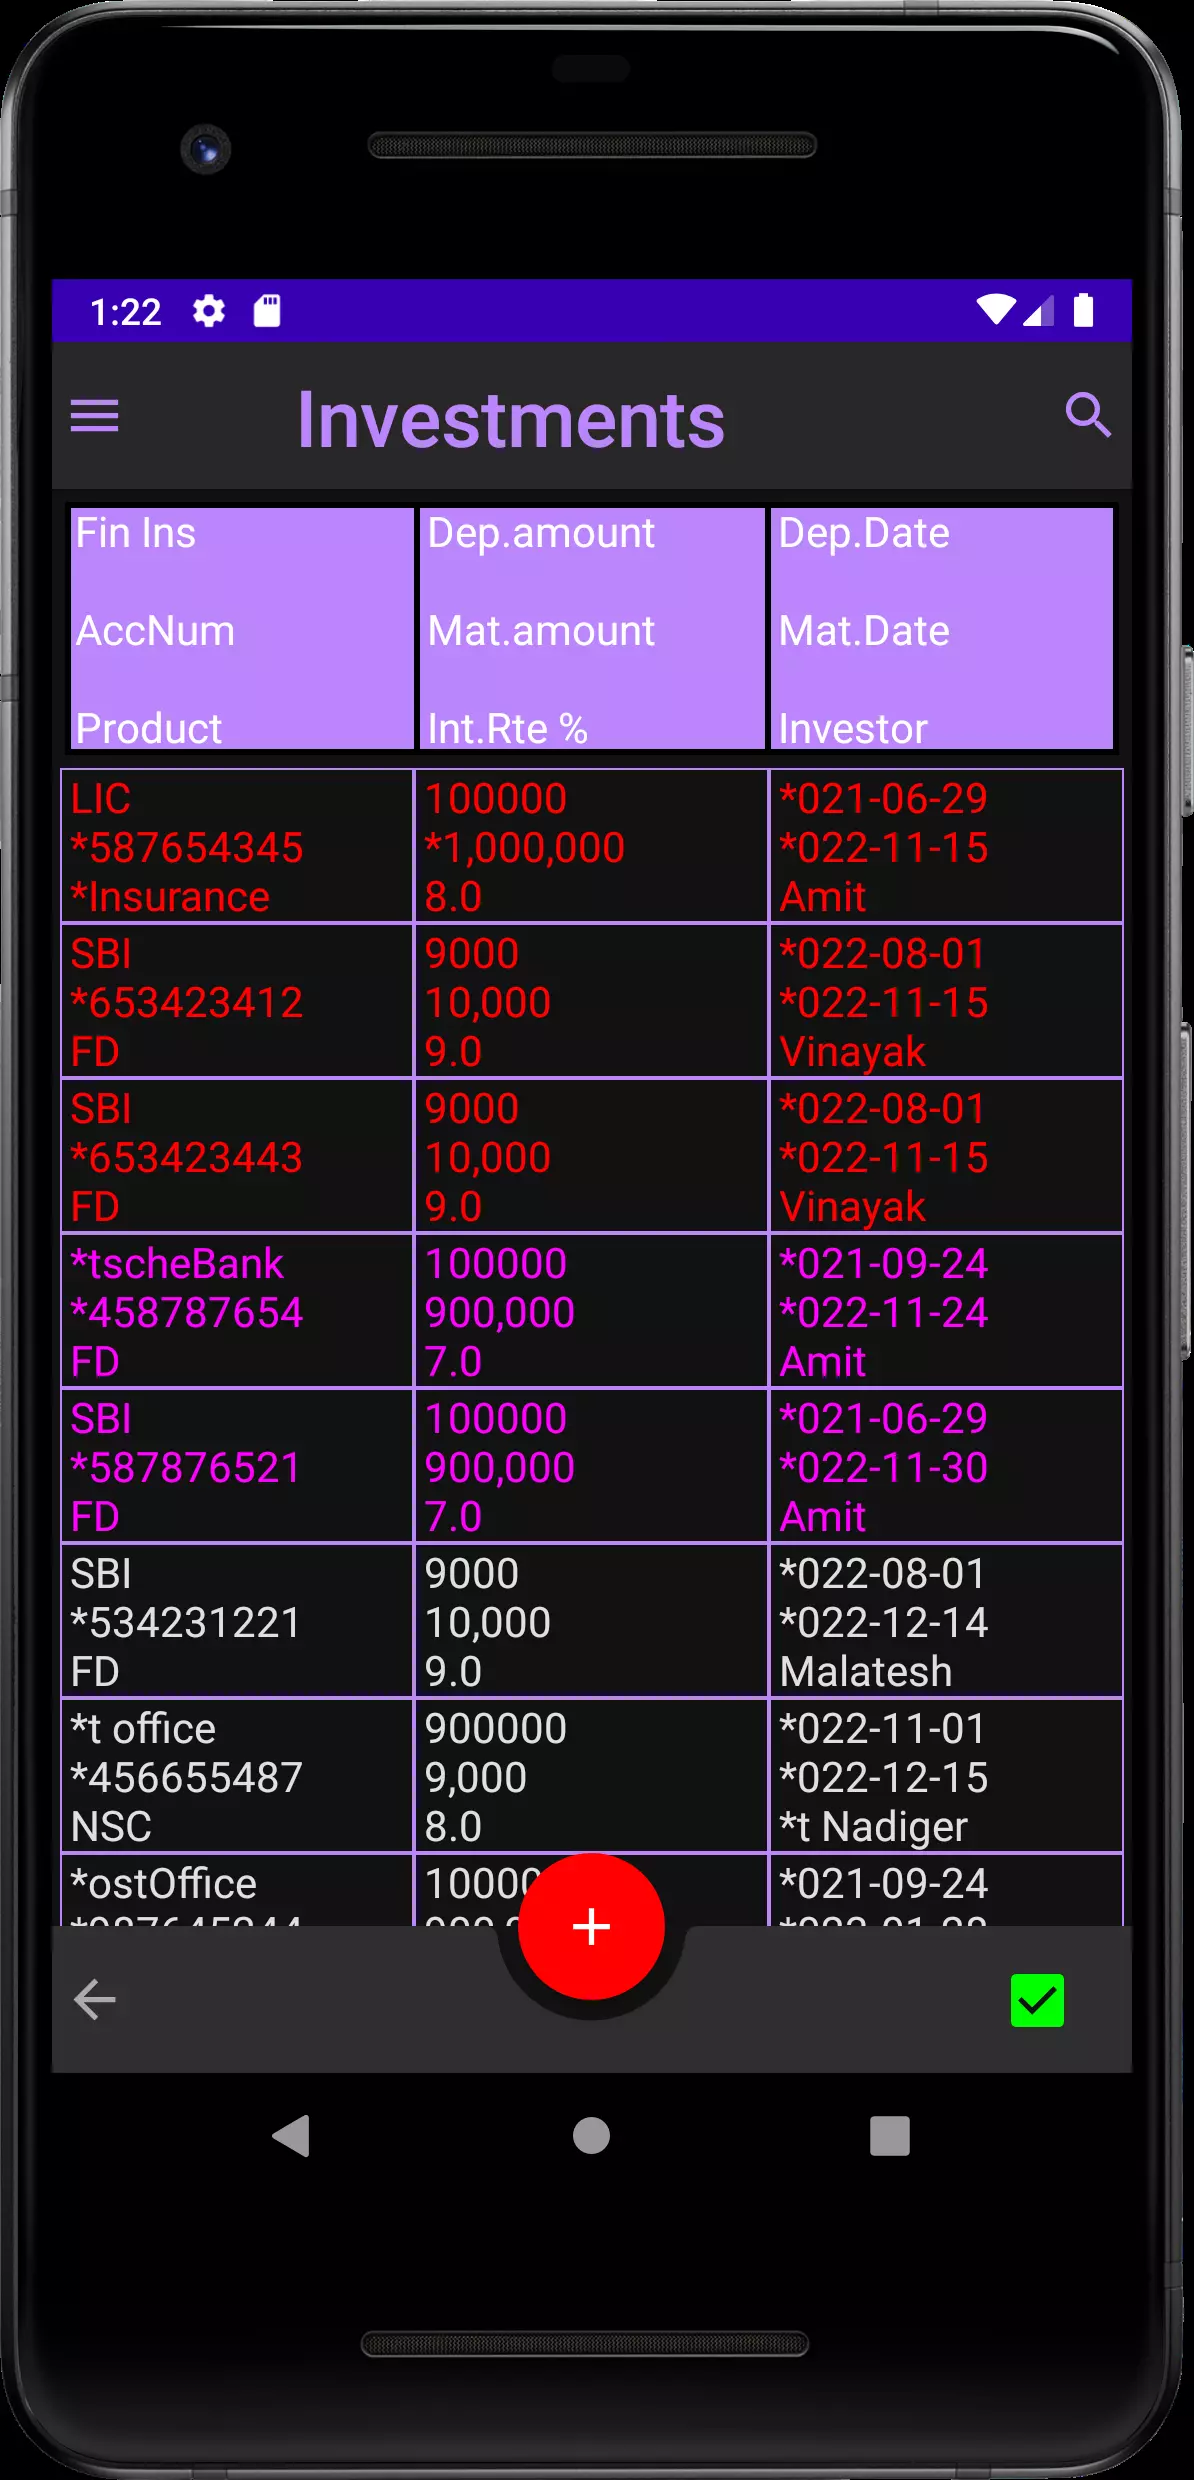 1:22
Investments
Fin Ins Dep.amount Dep.Date
AccNum Mat.amount Mat.Date
Product Int.Rte % Investor
LIC 100000 *021-06-29
*587654345 *1,000,000 *022-11-15
*Insurance 8.0 Amit
SBI 9000 *022-08-01
*653423412 10,000 *022-11-15
FD 9.0 Vinayak
SBI 9000 *022-08-01
*653423443 10,000 *022-11-15
FD 9.0 Vinayak
*tscheBank 100000 *021-09-24
*458787654 900,000 *022-11-24
FD 7.0 Amit
SBI 100000 *021-06-29
*587876521 900,000 *022-11-30
FD 7.0 Amit
SBI 9000 *022-08-01
*534231221 10,000 *022-12-14
FD 9.0 Malatesh
*t office 900000 *022-11-01
*456655487 9,000 *022-12-15
NSC 8.0 *t Nadiger
*ostOffice *021-09-24